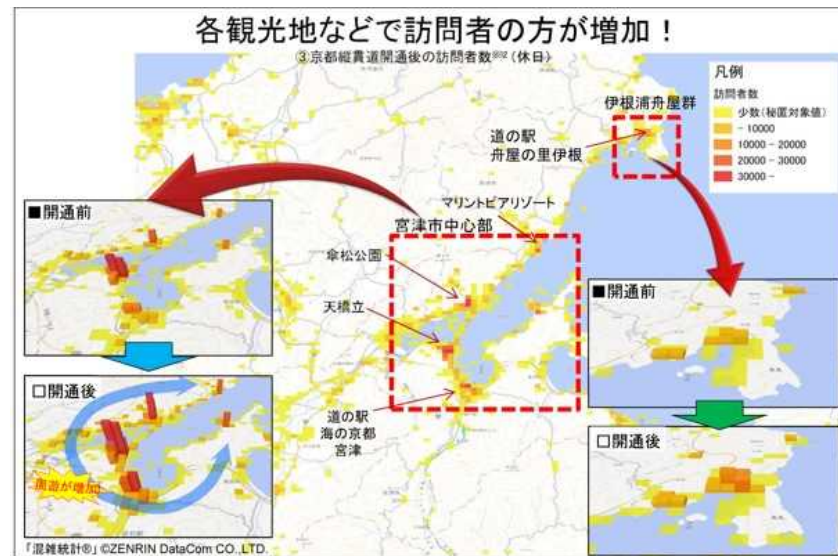 各観光地などで訪問者の方が増加！
③京都縦貫道開通後の訪問者数※2（休日）
凡例
訪問者数
少数(秘匿対象値)
- 10000
10000 - 20000
20000 - 30000
30000 -
伊根浦舟屋群
道の駅
舟屋の里伊根
マリントピアリゾート
宮津市中心部
傘松公園
天橋立
道の駅
海の京都
宮津
■開通前
□開通後
周遊が増加
■開通前
□開通後
「混雑統計®」©ZENRIN DataCom CO.,LTD.